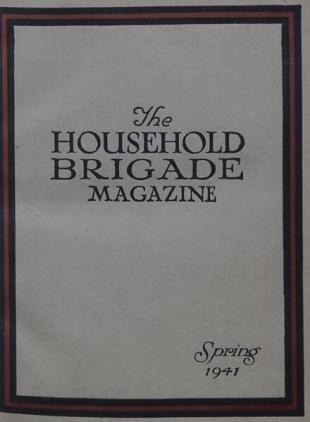 The
HOUSEHOLD
BRIGADE
MAGAZINE
Spring
1941